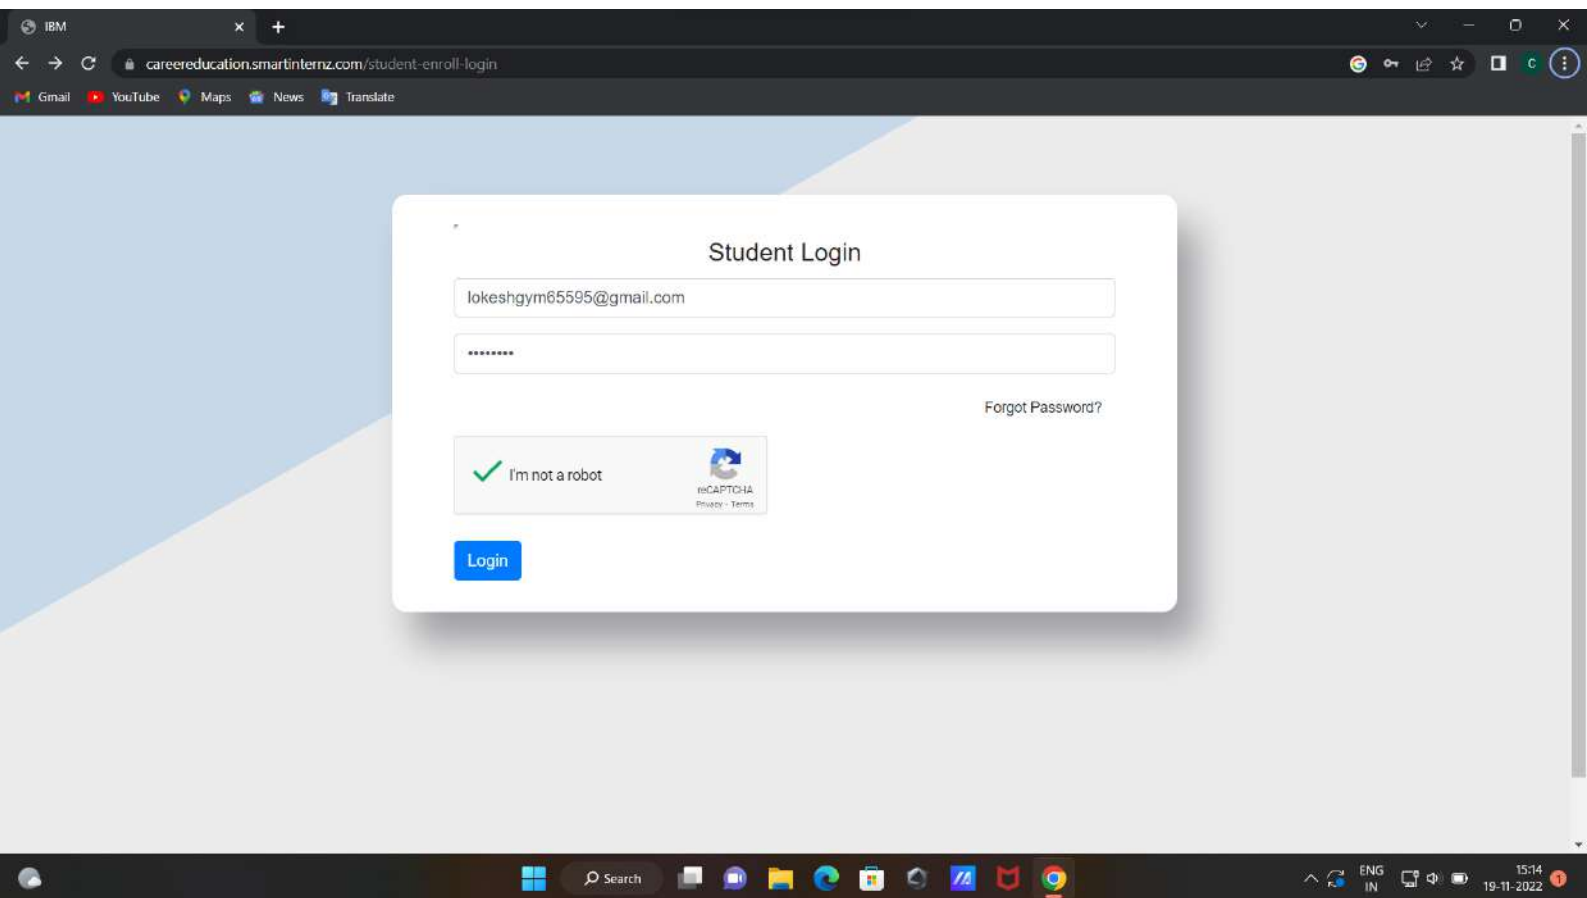 IBM
careereducation.smartinternz.com/student-enroll-login
C
Gmail YouTube Maps News Translate
Student Login
lokeshgym65595@gmail.com
••••••••
Forgot Password?
I'm not a robot
reCAPTCHA
Privacy - Terms
Login
Search
ENG
IN
15:14
19-11-2022
1